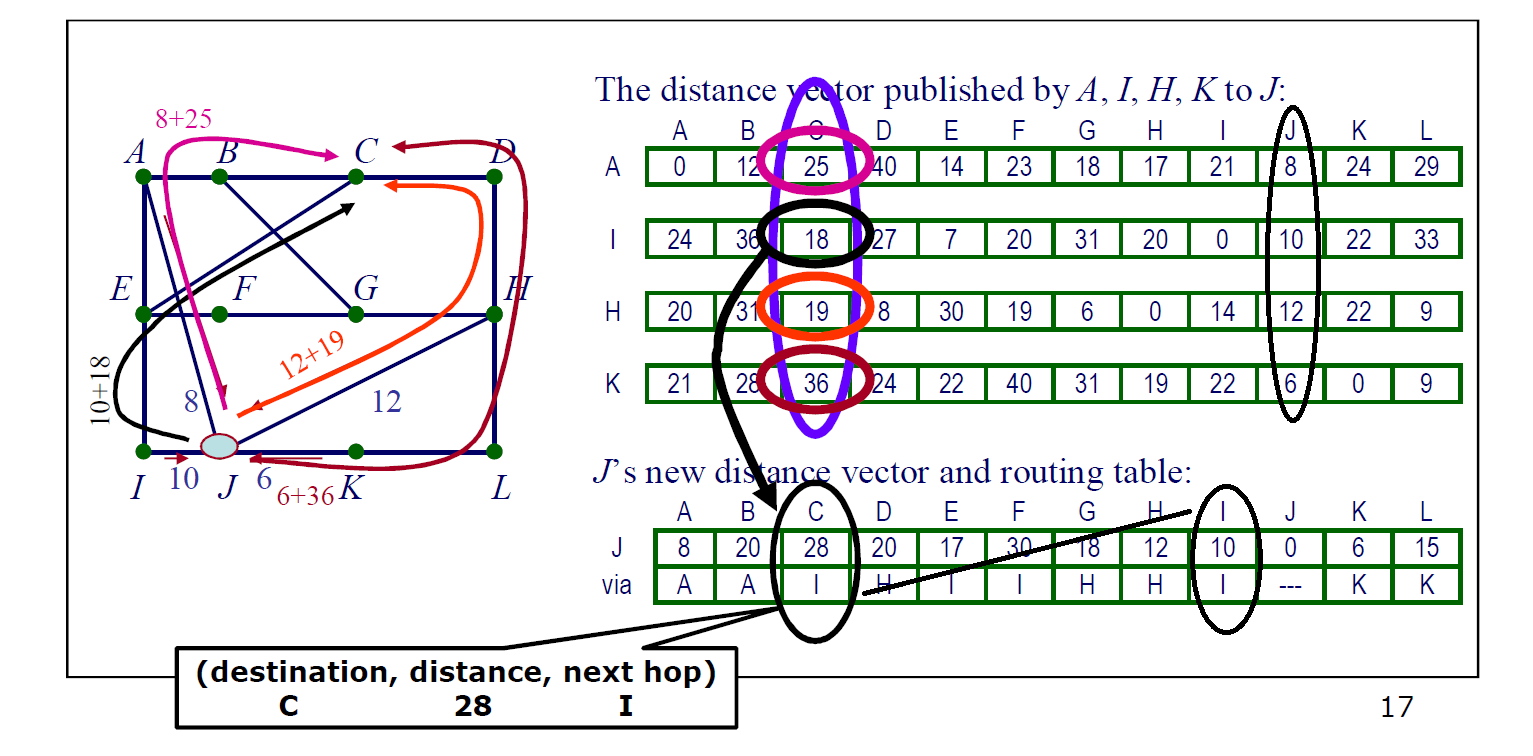 The distance vector published by A, I, H, K to J:
A B C D E F G H I J K L
A 0 12 25 40 14 23 18 17 21 8 24 29
I 24 36 18 27 7 20 31 20 0 10 22 33
H 20 31 19 8 30 19 6 0 14 12 22 9
K 21 28 36 24 22 40 31 19 22 6 0 9
8+25
A B C D
E F G H
10+18
12+19
8 12
I 10 J 6 6+36 K L
J's new distance vector and routing table:
A B C D E F G H I J K L
J 8 20 28 20 17 30 18 12 10 0 6 15
via A A I H I I H H I --- K K
(destination, distance, next hop)
C 28 I
17